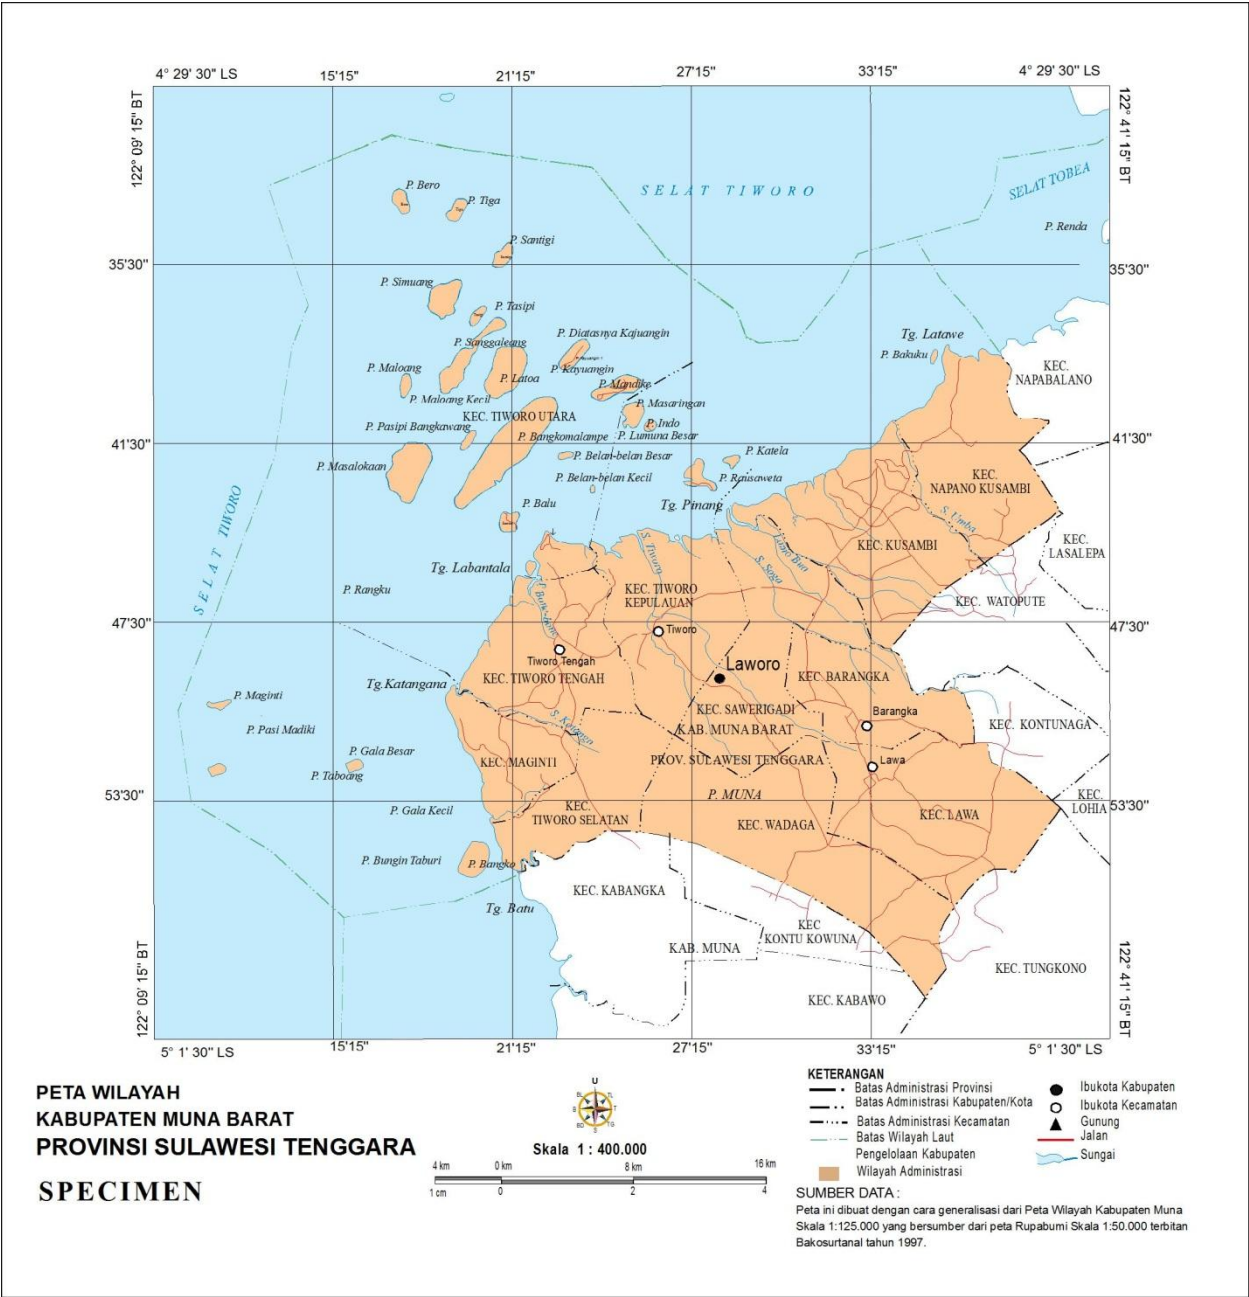 4° 29' 30" LS
15'15"
21'15"
27'15"
33'15"
4° 29' 30" LS
122° 09' 15" BT
122° 41' 15" BT
SELAT TIWORO
SELAT TOBEA
P. Bero
P. Tiga
P. Renda
P. Santigi
35'30"
35'30"
P. Simuang
P. Tasipi
P. Diatasnya Kajuangin
Tg. Latawe
P. Sanggaleang
P. Bakuku
P. Maloang
P. Latoa
P. Kayuangin
P. Mandike
KEC.
NAPABALANO
P. Maloang Kecil
P. Masaringan
KEC. TIWORO UTARA
P. Pasipi Bangkawang
P. Indo
P. Bangkomalampe
P. Lumuna Besar
41'30"
41'30"
P. Masalokaan
P. Belan-belan Besar
P. Katela
P. Belan-belan Kecil
P. Rausaweta
KEC.
NAPANO KUSAMBI
P. Balu
Tg. Pinang
S. Umba
KEC. KUSAMBI
KEC.
LASALEPA
SELAT TIWORO
S. Tiworo
S. Soga
Tg. Labantala
P. Rangku
KEC. TIWORO
KEPULAUAN
KEC. WATOPUTE
47'30"
47'30"
Tiworo
Tiworo Tengah
Laworo
KEC. TIWORO TENGAH
KEC. BARANGKA
Tg.Katangana
P. Maginti
KEC. SAWERIGADI
Barangka
P. Pasi Madiki
KAB. MUNA BARAT
KEC. KONTUNAGA
P. Gala Besar
KEC. MAGINTI
PROV. SULAWESI TENGGARA
Lawa
P. Taboang
P. MUNA
53'30"
53'30"
KEC.
LOHIA
P. Gala Kecil
KEC.
TIWORO SELATAN
KEC. WADAGA
KEC. LAWA
P. Bungin Taburi
P. Bangko
KEC. KABANGKA
Tg. Batu
KEC
KONTU KOWUNA
KAB. MUNA
KEC. TUNGKONO
KEC. KABAWO
122° 09' 15" BT
122° 41' 15" BT
5° 1' 30" LS
15'15"
21'15"
27'15"
33'15"
5° 1' 30" LS
PETA WILAYAH
KABUPATEN MUNA BARAT
PROVINSI SULAWESI TENGGARA
SPECIMEN
U
TL
T
TG
S
BD
B
BL
Skala 1 : 400.000
4 km 0 km 8 km 16 km
1 cm 0 2 4
KETERANGAN
Batas Administrasi Provinsi
Batas Administrasi Kabupaten/Kota
Batas Administrasi Kecamatan
Batas Wilayah Laut
Pengelolaan Kabupaten
Wilayah Administrasi
Ibukota Kabupaten
Ibukota Kecamatan
Gunung
Jalan
Sungai
SUMBER DATA :
Peta ini dibuat dengan cara generalisasi dari Peta Wilayah Kabupaten Muna
Skala 1:125.000 yang bersumber dari peta Rupabumi Skala 1:50.000 terbitan
Bakosurtanal tahun 1997.